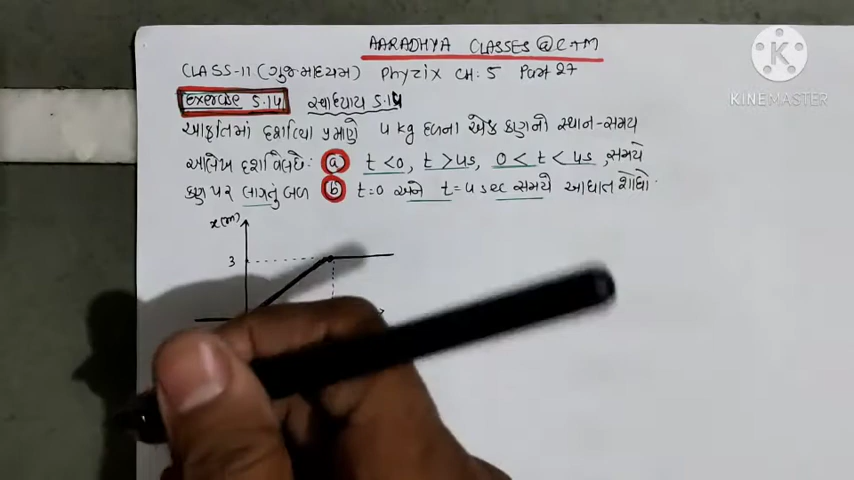 AARADHYA CLASSES @ C+M
CLASS-11 (ગુજ માધ્યમ) Phyzix CH: 5 Part 27
Exercise 5.14 સ્વાધ્યાય 5.14
આકૃતિમાં દર્શાવ્યા પ્રમાણે 4 kg દળના એક કણનો સ્થાન-સમય
આલેખ દર્શાવેલ છે: a t < 0, t > 4s, 0 < t < 4s, સમયે
કણ પર લાગતું બળ b t=0 અને t=4 sec સમયે આઘાત શોધો.
x(m)
3
KINEMASTER